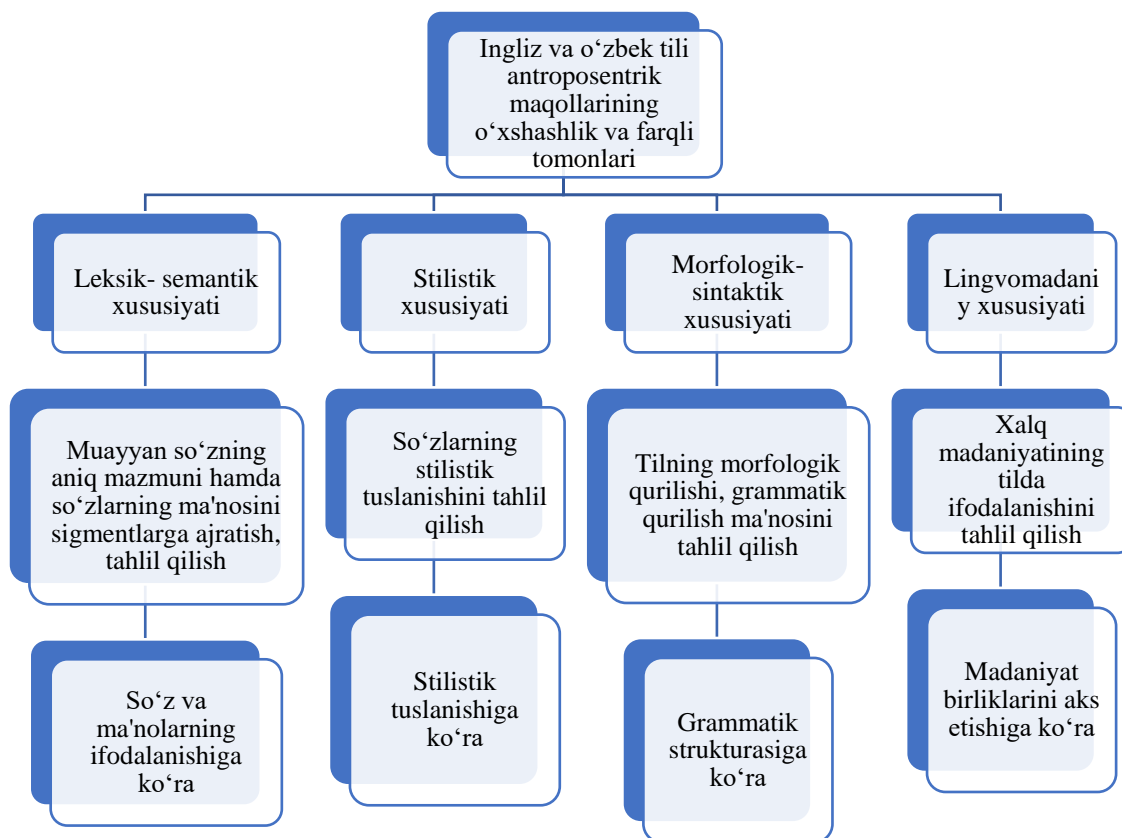 Ingliz va o‘zbek tili
antroposentrik
maqollarining
o‘xshashlik va farqli
tomonlari
Leksik- semantik
xususiyati
Stilistik
xususiyati
Morfologik-
sintaktik
xususiyati
Lingvomadani
y xususiyati
Muayyan so‘zning
aniq mazmuni hamda
so‘zlarning ma'nosini
sigmentlarga ajratish,
tahlil qilish
So‘zlarning
stilistik
tuslanishini tahlil
qilish
Tilning morfologik
qurilishi, grammatik
qurilish ma'nosini
tahlil qilish
Xalq
madaniyatining
tilda
ifodalanishini
tahlil qilish
So‘z va
ma'nolarning
ifodalanishiga
ko‘ra
Stilistik
tuslanishiga
ko‘ra
Grammatik
strukturasiga
ko‘ra
Madaniyat
birliklarini aks
etishiga ko‘ra